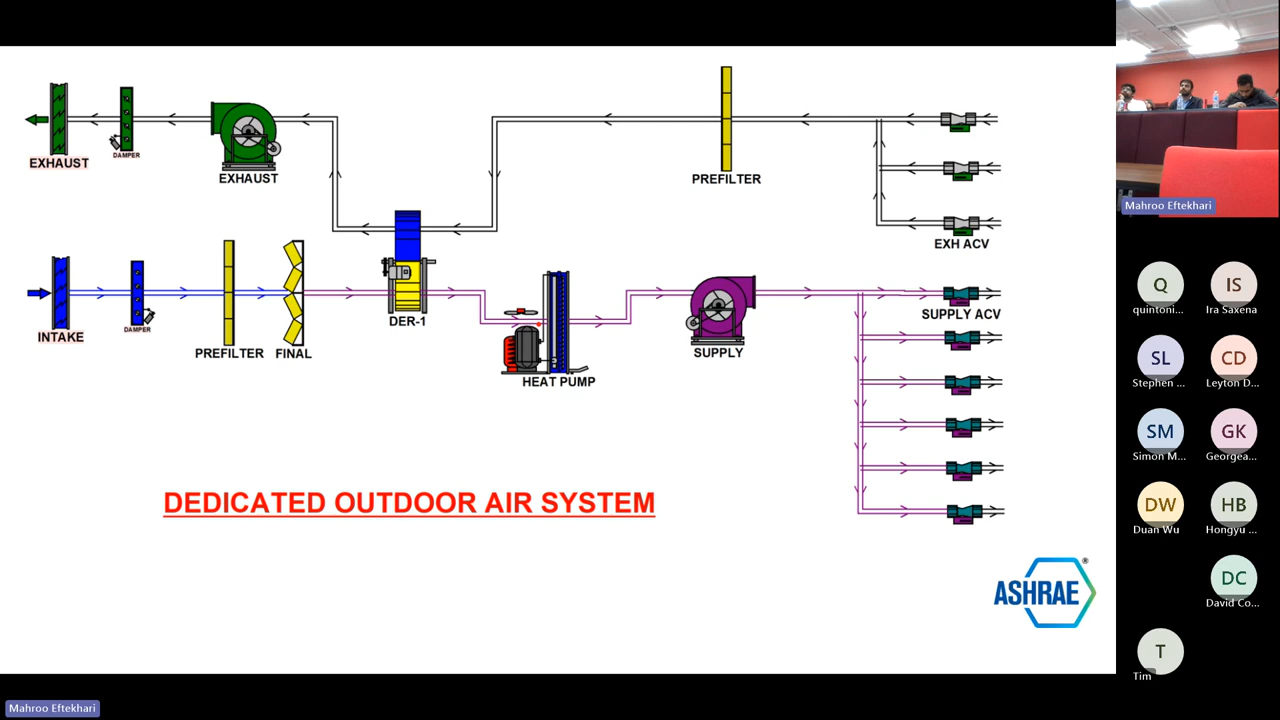 EXHAUST
DAMPER
EXHAUST
PREFILTER
EXH ACV
INTAKE
DAMPER
PREFILTER
FINAL
DER-1
HEAT PUMP
SUPPLY
SUPPLY ACV
DEDICATED OUTDOOR AIR SYSTEM
ASHRAE®
Mahroo Eftekhari
Q
quintoni...
IS
Ira Saxena
SL
Stephen ...
CD
Leyton D...
SM
Simon M...
GK
Georgea...
DW
Duan Wu
HB
Hongyu ...
DC
David Co...
T
Tim
Mahroo Eftekhari